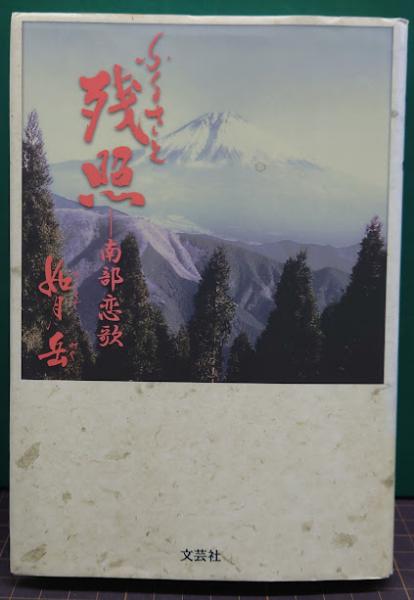 ふるさと
残照
―南部恋歌
如月 岳
文芸社